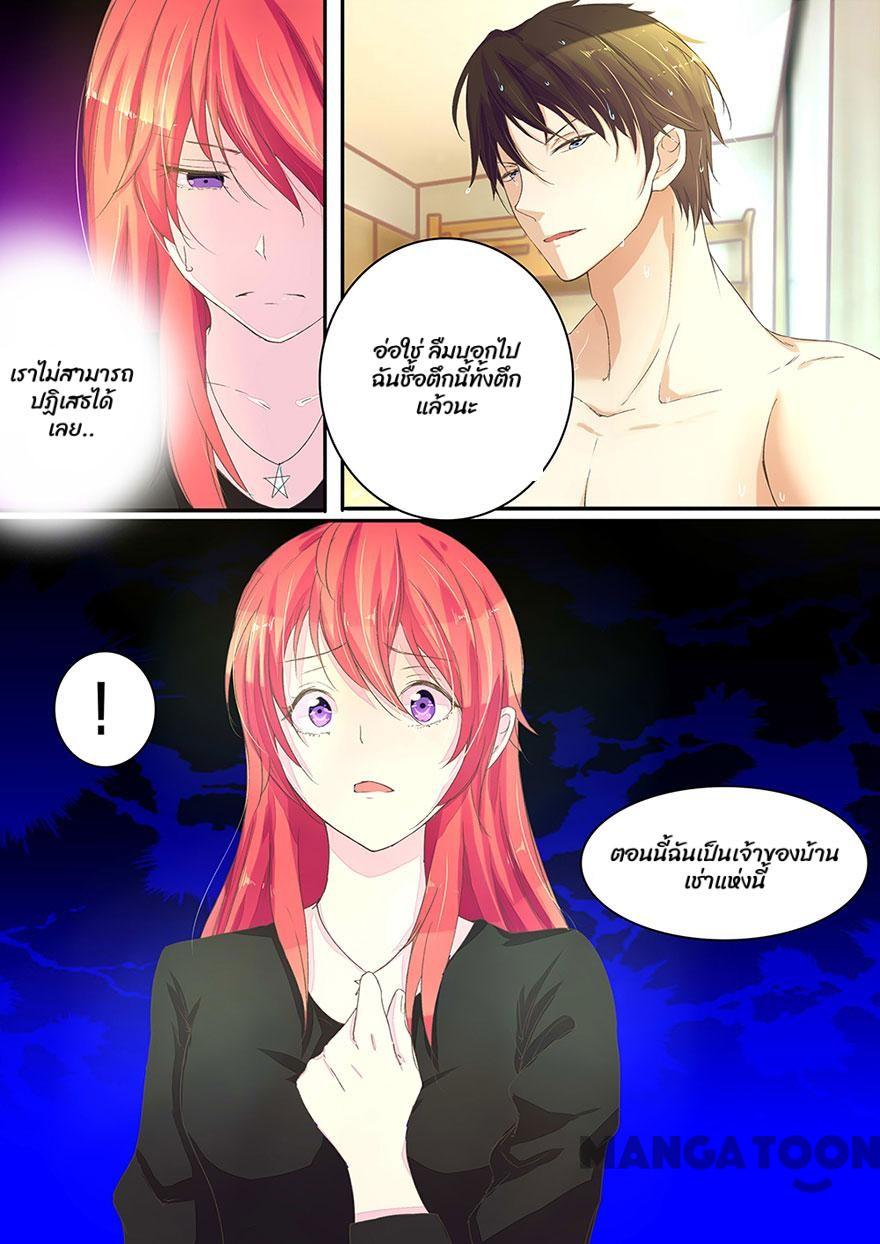 เราไม่สามารถ
ปฏิเสธได้
เลย..
อ่อใช่ ลืมบอกไป
ฉันซื้อตึกนี้ทั้งตึก
แล้วนะ
!
ตอนนี้ฉันเป็นเจ้าของบ้าน
เช่าแห่งนี้
MANGATOON